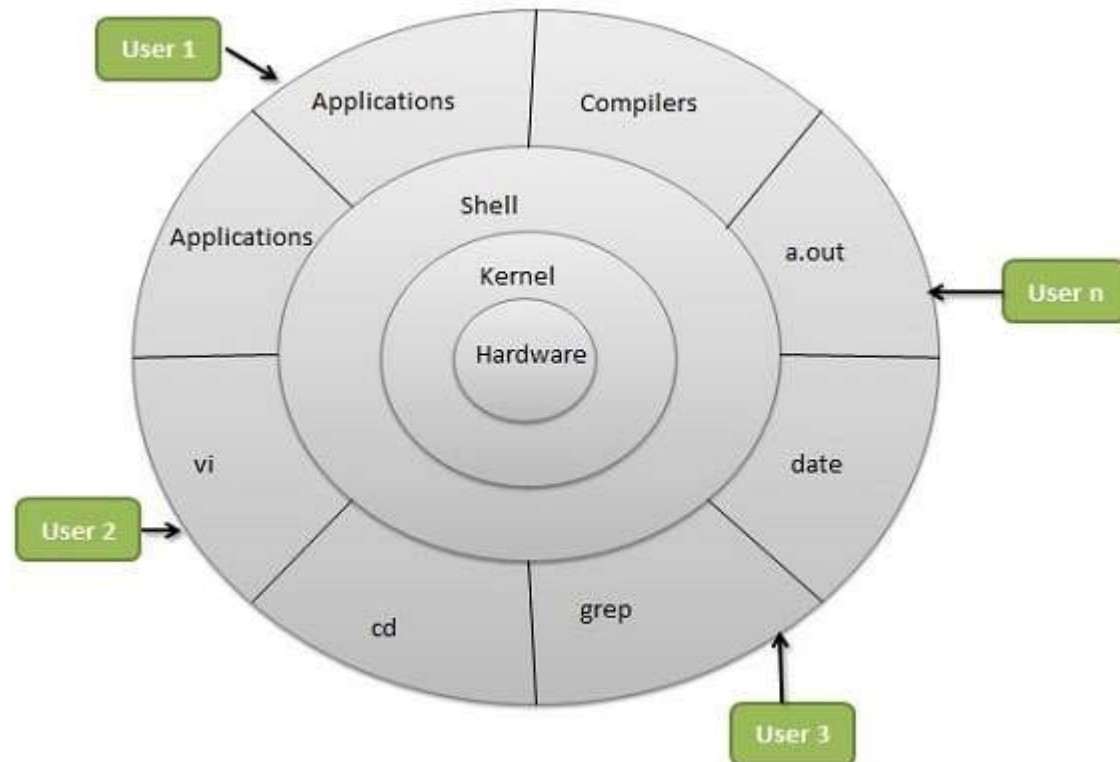 User 1
Applications
Compilers
Shell
Applications
a.out
Kernel
User n
Hardware
vi
date
User 2
cd
grep
User 3